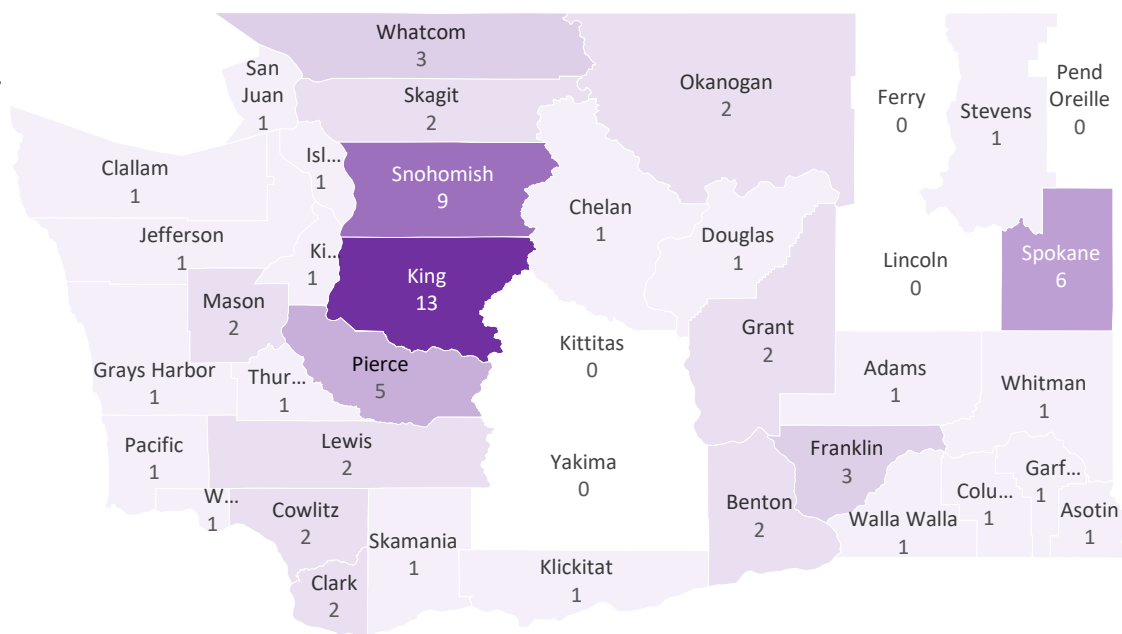 Whatcom
3
San
Juan
1
Skagit
2
Okanogan
2
Ferry
0
Stevens
1
Pend
Oreille
0
Clallam
1
Isl...
1
Snohomish
9
Chelan
1
Douglas
1
Jefferson
1
Ki...
1
King
13
Lincoln
0
Spokane
6
Mason
2
Grant
2
Kittitas
0
Pierce
5
Grays Harbor
1
Thur...
1
Adams
1
Whitman
1
Pacific
1
Lewis
2
Yakima
0
Franklin
3
Garf...
1
W...
1
Cowlitz
2
Skamania
1
Benton
2
Walla Walla
1
Colu...
1
Asotin
1
Clark
2
Klickitat
1